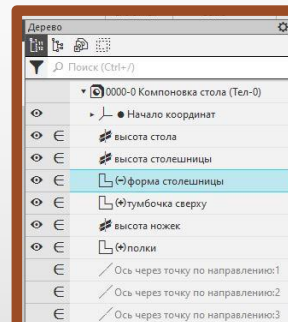 Дерево
Поиск (Ctrl+/)
0000-0 Компоновка стола (Тел-0)
Начало координат
высота стола
высота столешницы
(-)форма столешницы
(+)тумбочка сверху
высота ножек
(+)полки
Ось через точку по направлению:1
Ось через точку по направлению:2
Ось через точку по направлению:3